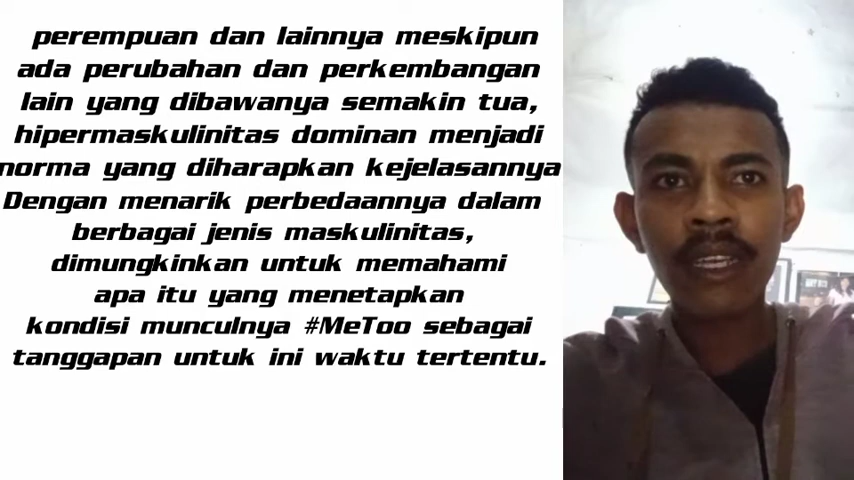 perempuan dan lainnya meskipun
ada perubahan dan perkembangan
lain yang dibawanya semakin tua,
hipermaskulinitas dominan menjadi
norma yang diharapkan kejelasannya
Dengan menarik perbedaannya dalam
berbagai jenis maskulinitas,
dimungkinkan untuk memahami
apa itu yang menetapkan
kondisi munculnya #MeToo sebagai
tanggapan untuk ini waktu tertentu.